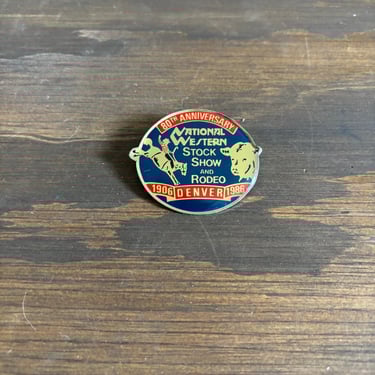 80TH ANNIVERSARY
NATIONAL
WESTERN
STOCK
SHOW
AND
RODEO
1906 DENVER 1986